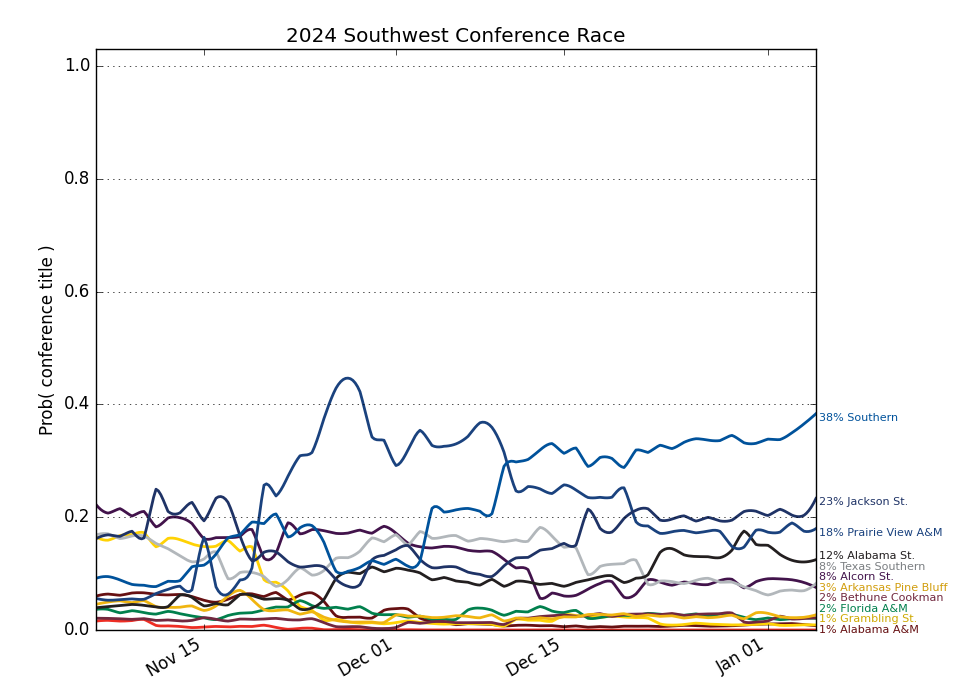 2024 Southwest Conference Race
Prob( conference title )
1.0
0.8
0.6
0.4
0.2
0.0
Nov 15
Dec 01
Dec 15
Jan 01
38% Southern
23% Jackson St.
18% Prairie View A&M
12% Alabama St.
8% Texas Southern
8% Alcorn St.
3% Arkansas Pine Bluff
2% Bethune Cookman
2% Florida A&M
1% Grambling St.
1% Alabama A&M